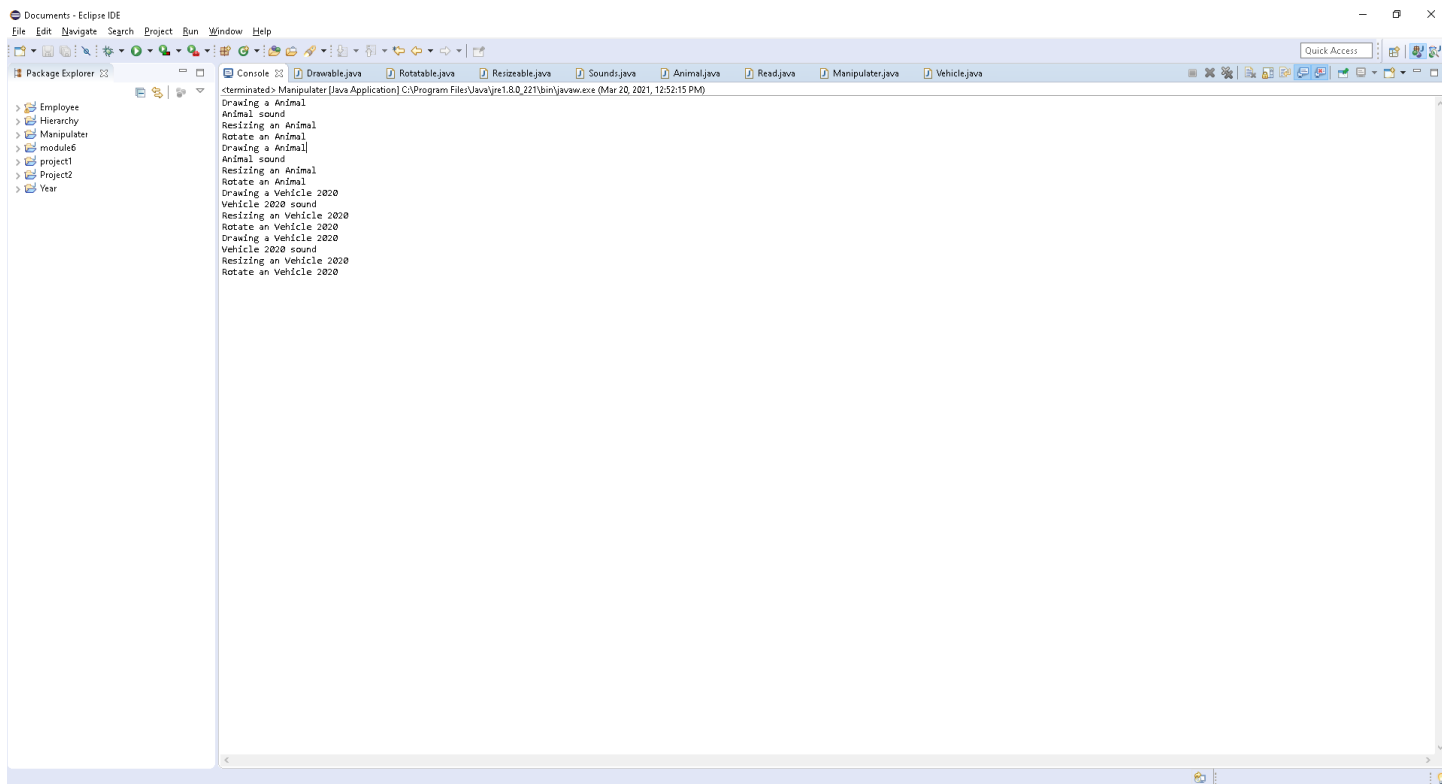 Documents - Eclipse IDE
File Edit Navigate Search Project Run Window Help
Quick Access
Package Explorer
Console Drawable.java Rotatable.java Resizeable.java Sounds.java Animal.java Read.java Manipulater.java Vehicle.java
<terminated> Manipulater [Java Application] C:\Program Files\Java\jre1.8.0_221\bin\javaw.exe (Mar 20, 2021, 12:52:15 PM)
Employee
Hierarchy
Manipulater
module6
project1
Project2
Year
Drawing a Animal
Animal sound
Resizing an Animal
Rotate an Animal
Drawing a Animal
Animal sound
Resizing an Animal
Rotate an Animal
Drawing a Vehicle 2020
Vehicle 2020 sound
Resizing an Vehicle 2020
Rotate an Vehicle 2020
Drawing a Vehicle 2020
Vehicle 2020 sound
Resizing an Vehicle 2020
Rotate an Vehicle 2020